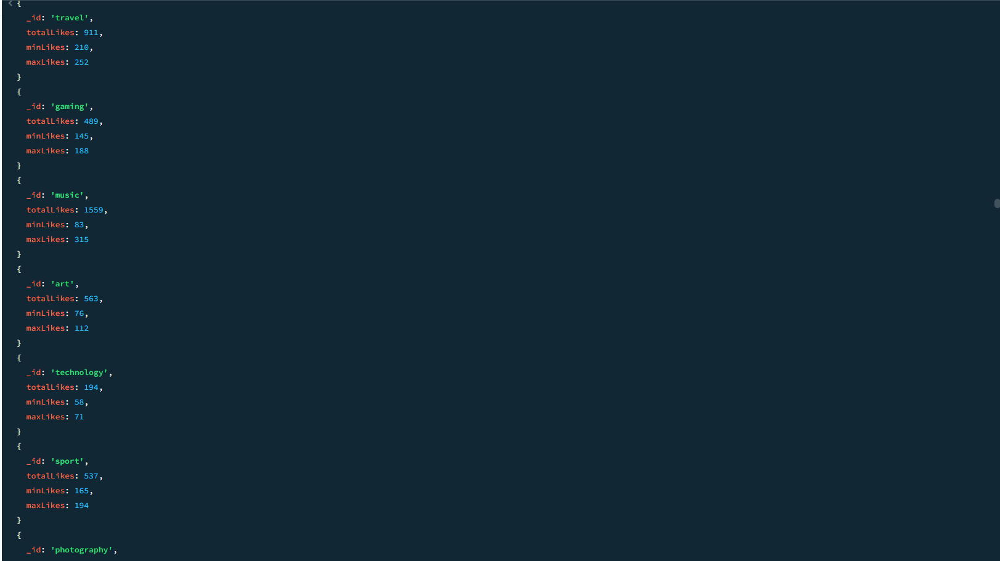 {
_id: 'travel',
totalLikes: 911,
minLikes: 210,
maxLikes: 252
}
{
_id: 'gaming',
totalLikes: 489,
minLikes: 145,
maxLikes: 188
}
{
_id: 'music',
totalLikes: 1559,
minLikes: 83,
maxLikes: 315
}
{
_id: 'art',
totalLikes: 563,
minLikes: 76,
maxLikes: 112
}
{
_id: 'technology',
totalLikes: 194,
minLikes: 58,
maxLikes: 71
}
{
_id: 'sport',
totalLikes: 537,
minLikes: 165,
maxLikes: 194
}
{
_id: 'photography',